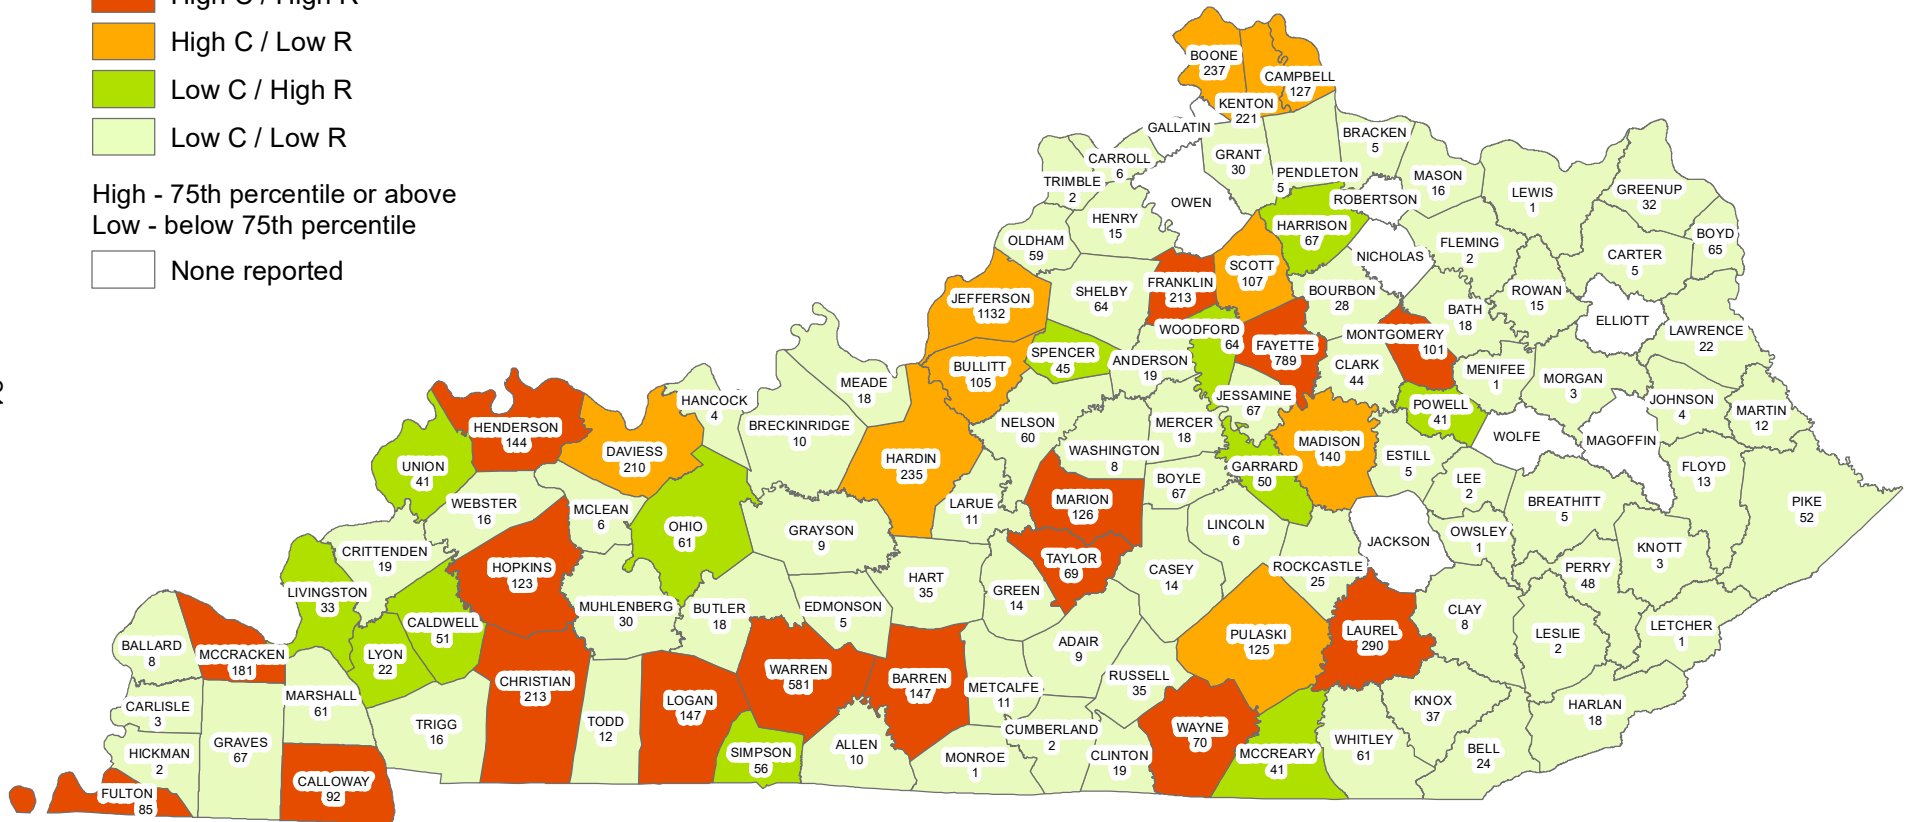 High C / High R
High C / Low R
Low C / High R
Low C / Low R
High - 75th percentile or above
Low - below 75th percentile
None reported
BOONE
237
CAMPBELL
127
KENTON
221
GALLATIN
BRACKEN
5
CARROLL
6
GRANT
30
PENDLETON
5
MASON
16
TRIMBLE
2
OWEN
ROBERTSON
LEWIS
1
GREENUP
32
HENRY
15
HARRISON
67
OLDHAM
59
FLEMING
2
BOYD
65
NICHOLAS
CARTER
5
SCOTT
107
FRANKLIN
213
SHELBY
64
JEFFERSON
1132
BOURBON
28
ROWAN
15
BATH
18
ELLIOTT
WOODFORD
64
MONTGOMERY
101
LAWRENCE
22
FAYETTE
789
SPENCER
45
ANDERSON
19
BULLITT
105
CLARK
44
MENIFEE
1
MORGAN
3
MEADE
18
HANCOCK
4
JESSAMINE
67
POWELL
41
JOHNSON
4
MARTIN
12
BRECKINRIDGE
10
NELSON
60
MERCER
18
HENDERSON
144
WOLFE
MAGOFFIN
MADISON
140
DAVIESS
210
WASHINGTON
8
ESTILL
5
HARDIN
235
UNION
41
GARRARD
50
FLOYD
13
BOYLE
67
LEE
2
MARION
126
WEBSTER
16
LARUE
11
BREATHITT
5
PIKE
52
MCLEAN
6
OHIO
61
GRAYSON
9
LINCOLN
6
OWSLEY
1
JACKSON
CRITTENDEN
19
KNOTT
3
TAYLOR
69
HOPKINS
123
CASEY
14
ROCKCASTLE
25
PERRY
48
HART
35
LIVINGSTON
33
GREEN
14
MUHLENBERG
30
BUTLER
18
EDMONSON
5
CLAY
8
CALDWELL
51
LETCHER
1
PULASKI
125
LAUREL
290
LESLIE
2
ADAIR
9
BALLARD
8
MCCRACKEN
181
LYON
22
WARREN
581
CHRISTIAN
213
BARREN
147
RUSSELL
35
METCALFE
11
MARSHALL
61
LOGAN
147
KNOX
37
HARLAN
18
CARLISLE
3
TRIGG
16
TODD
12
WAYNE
70
CUMBERLAND
2
WHITLEY
61
GRAVES
67
ALLEN
10
BELL
24
HICKMAN
2
SIMPSON
56
MONROE
1
CLINTON
19
MCCREARY
41
CALLOWAY
92
FULTON
85